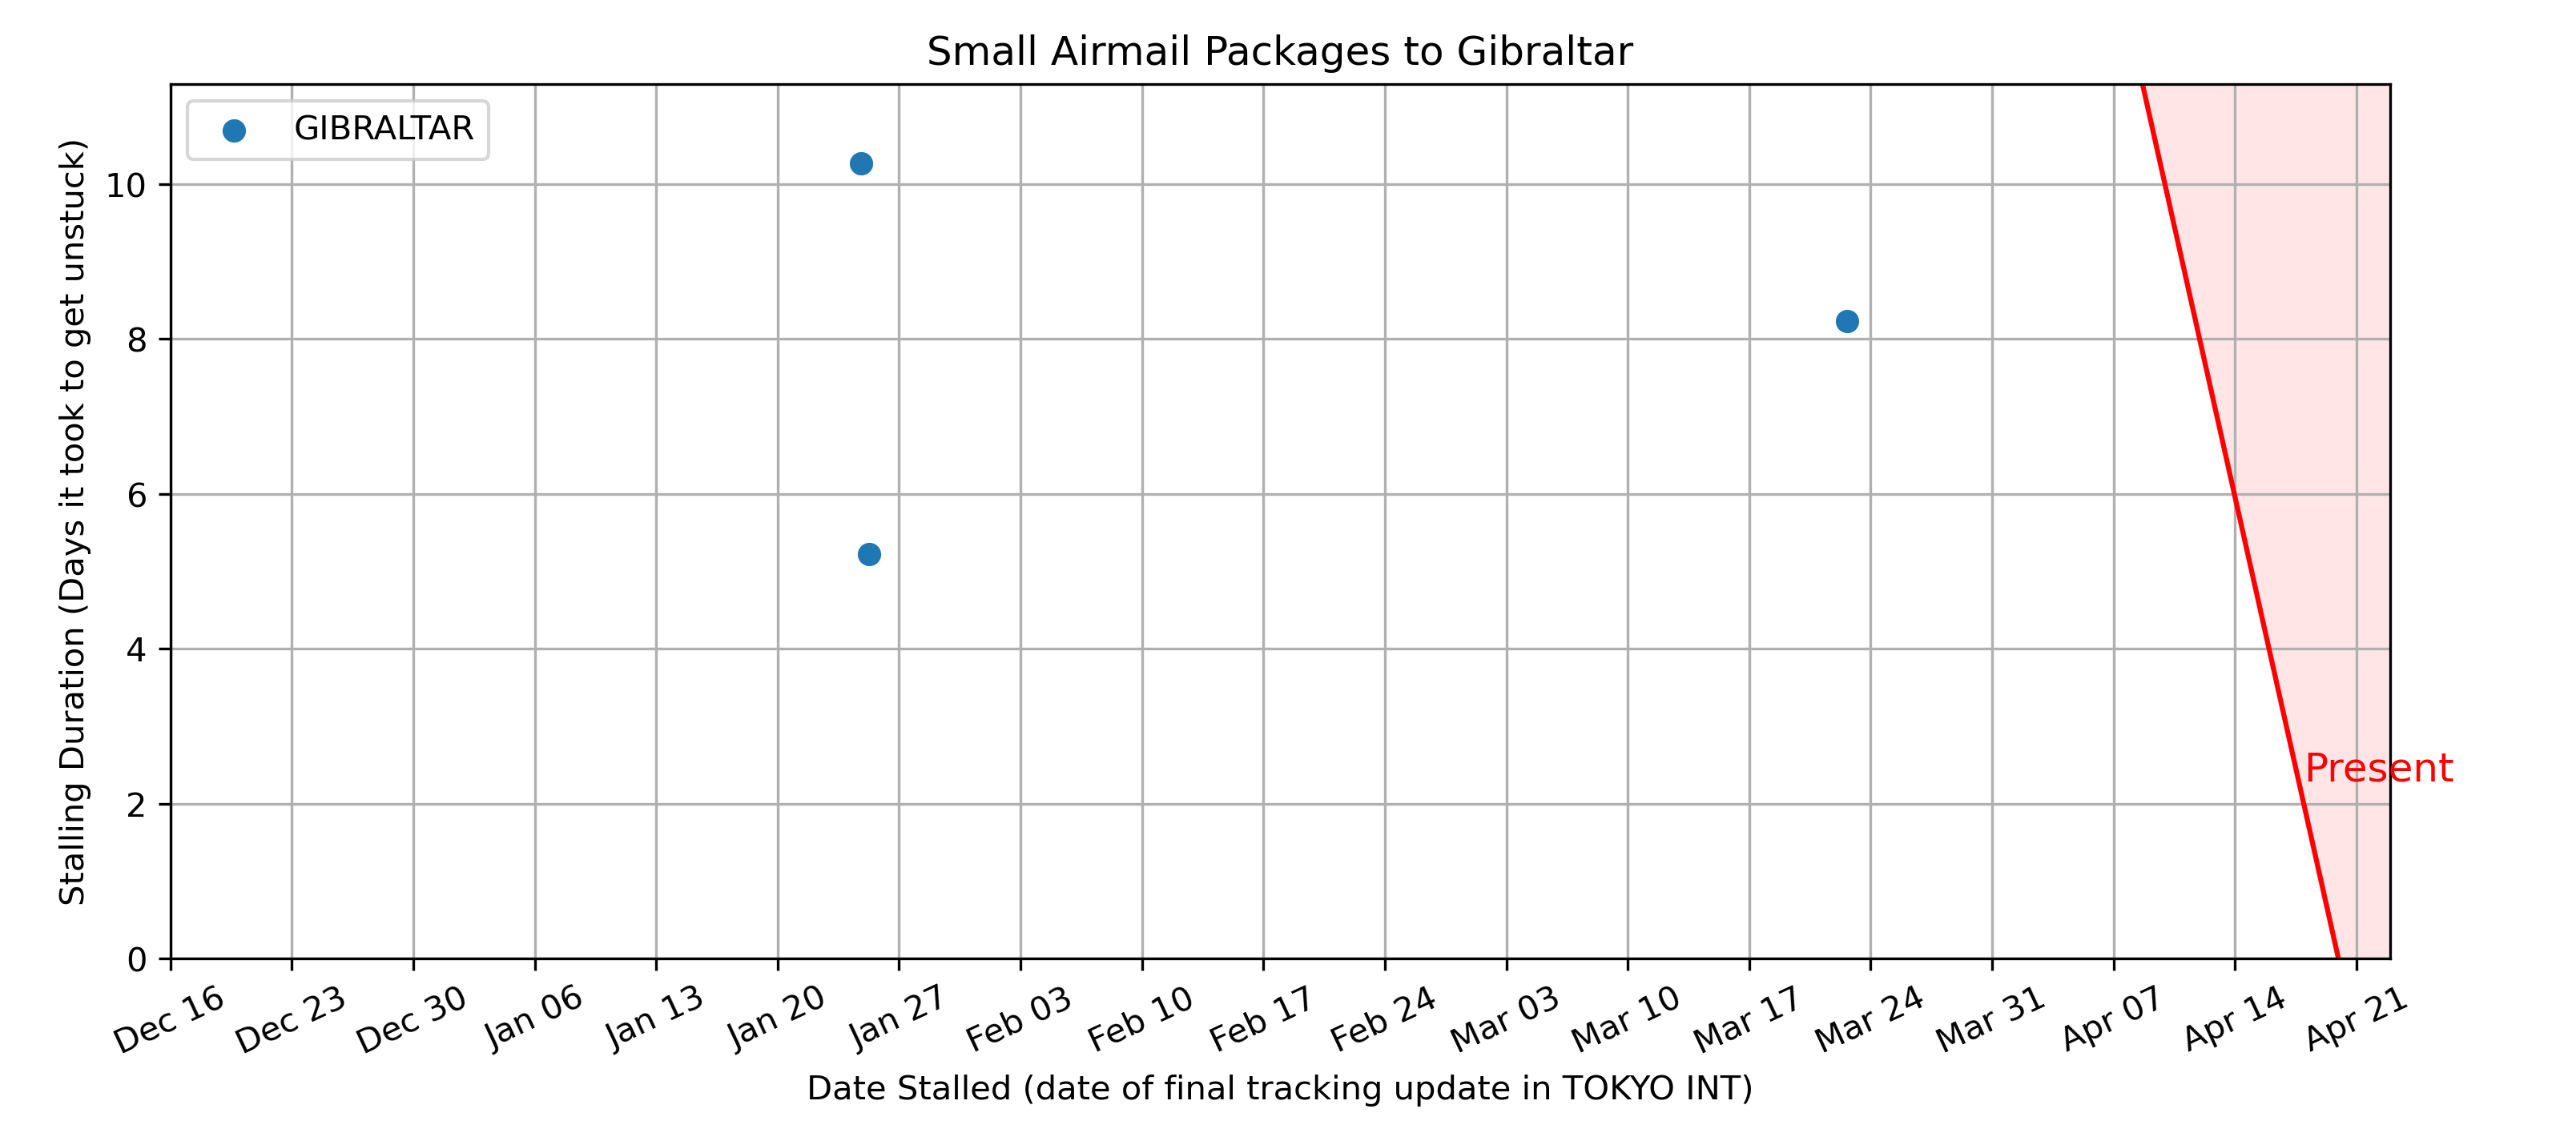 Small Airmail Packages to Gibraltar
GIBRALTAR
Stalling Duration (Days it took to get unstuck)
10
8
6
4
2
0
Present
Dec 16
Dec 23
Dec 30
Jan 06
Jan 13
Jan 20
Jan 27
Feb 03
Feb 10
Feb 17
Feb 24
Mar 03
Mar 10
Mar 17
Mar 24
Mar 31
Apr 07
Apr 14
Apr 21
Date Stalled (date of final tracking update in TOKYO INT)